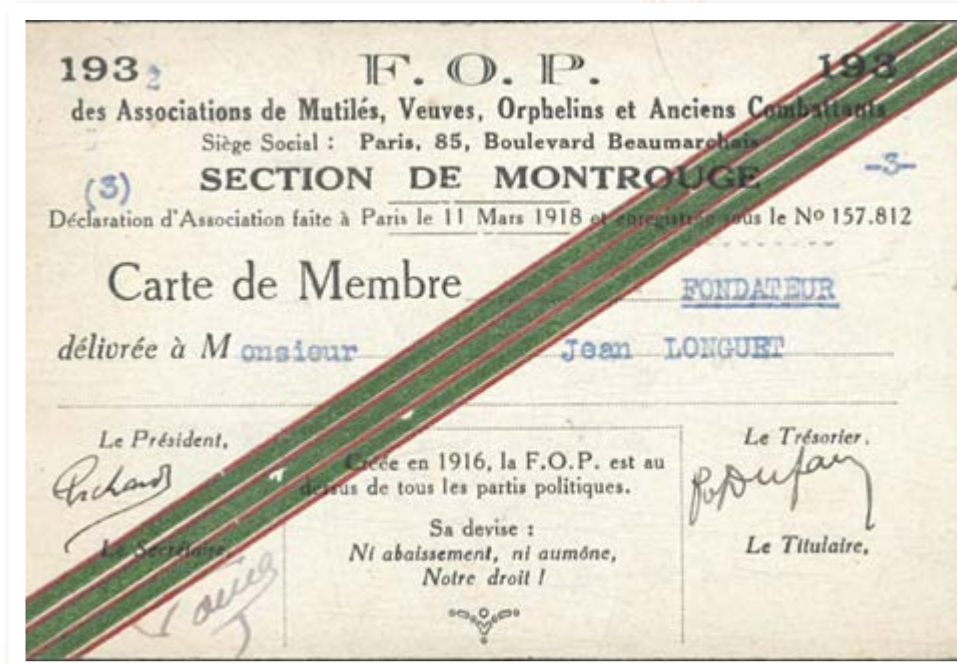 1932 F. O. P. 193
des Associations de Mutilés, Veuves, Orphelins et Anciens Combattants
Siège Social : Paris, 85, Boulevard Beaumarchais
(3) SECTION DE MONTROUGE -3-
Déclaration d'Association faite à Paris le 11 Mars 1918 et enregistrée sous le Nº 157.812
Carte de Membre FONDATEUR
délivrée à Monsieur Jean LONGUET
Le Président, Le Trésorier,
Créée en 1916, la F.O.P. est au
dessus de tous les partis politiques.
Sa devise :
Le Secrétaire, Ni abaissement, ni aumône, Le Titulaire,
Notre droit !